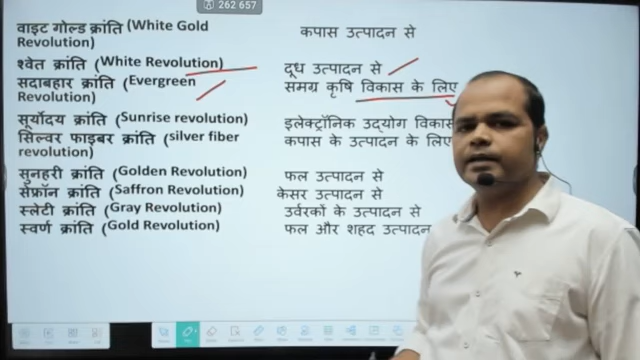 262 657
वाइट गोल्ड क्रांति (White Gold Revolution) कपास उत्पादन से
श्वेत क्रांति (White Revolution) दूध उत्पादन से
सदाबहार क्रांति (Evergreen Revolution) समग्र कृषि विकास के लिए
सूर्योदय क्रांति (Sunrise revolution) इलेक्ट्रॉनिक उद्योग विकास
सिल्वर फाइबर क्रांति (silver fiber revolution) कपास के उत्पादन के लिए
सुनहरी क्रांति (Golden Revolution) फल उत्पादन से
सैफ्रॉन क्रांति (Saffron Revolution) केसर उत्पादन से
स्लेटी क्रांति (Gray Revolution) उर्वरकों के उत्पादन से
स्वर्ण क्रांति (Gold Revolution) फल और शहद उत्पादन